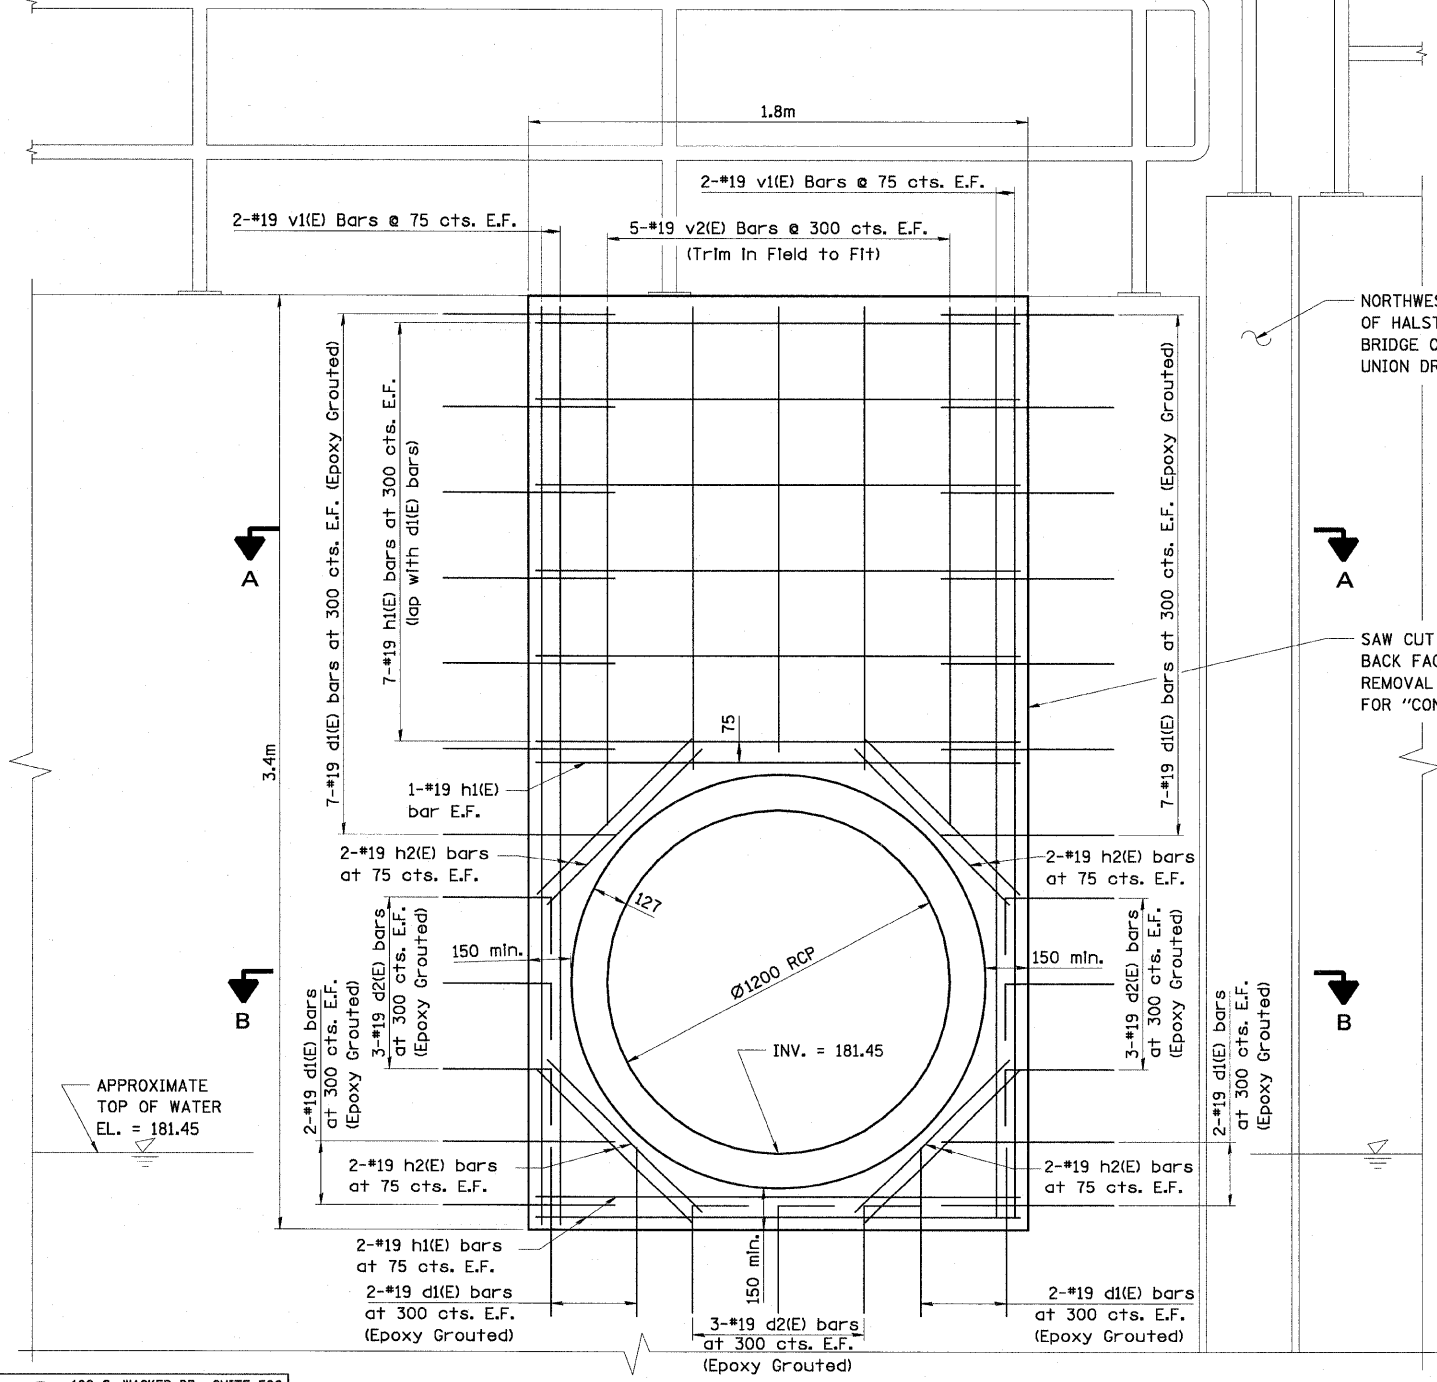 1.8m
2-#19 v1(E) Bars @ 75 cts. E.F.
2-#19 v1(E) Bars @ 75 cts. E.F.
5-#19 v2(E) Bars @ 300 cts. E.F.
(Trim in Field to Fit)
7-#19 d1(E) bars at 300 cts. E.F. (Epoxy Grouted)
7-#19 h1(E) bars at 300 cts. E.F.
(lap with d1(E) bars)
7-#19 d1(E) bars at 300 cts. E.F. (Epoxy Grouted)
NORTHWES
OF HALST
BRIDGE O
UNION DR
A
A
SAW CUT
BACK FAC
REMOVAL
FOR "CON
3.4m
75
1-#19 h1(E)
bar E.F.
2-#19 h2(E) bars
at 75 cts. E.F.
2-#19 h2(E) bars
at 75 cts. E.F.
127
150 min.
150 min.
3-#19 d2(E) bars
at 300 cts. E.F.
(Epoxy Grouted)
3-#19 d2(E) bars
at 300 cts. E.F.
(Epoxy Grouted)
Ø1200 RCP
B
B
2-#19 d1(E) bars
at 300 cts. E.F.
(Epoxy Grouted)
2-#19 d1(E) bars
at 300 cts. E.F.
(Epoxy Grouted)
INV. = 181.45
APPROXIMATE
TOP OF WATER
EL. = 181.45
2-#19 h2(E) bars
at 75 cts. E.F.
2-#19 h2(E) bars
at 75 cts. E.F.
2-#19 h1(E) bars
at 75 cts. E.F.
150 min.
2-#19 d1(E) bars
at 300 cts. E.F.
(Epoxy Grouted)
2-#19 d1(E) bars
at 300 cts. E.F.
(Epoxy Grouted)
3-#19 d2(E) bars
at 300 cts. E.F.
(Epoxy Grouted)